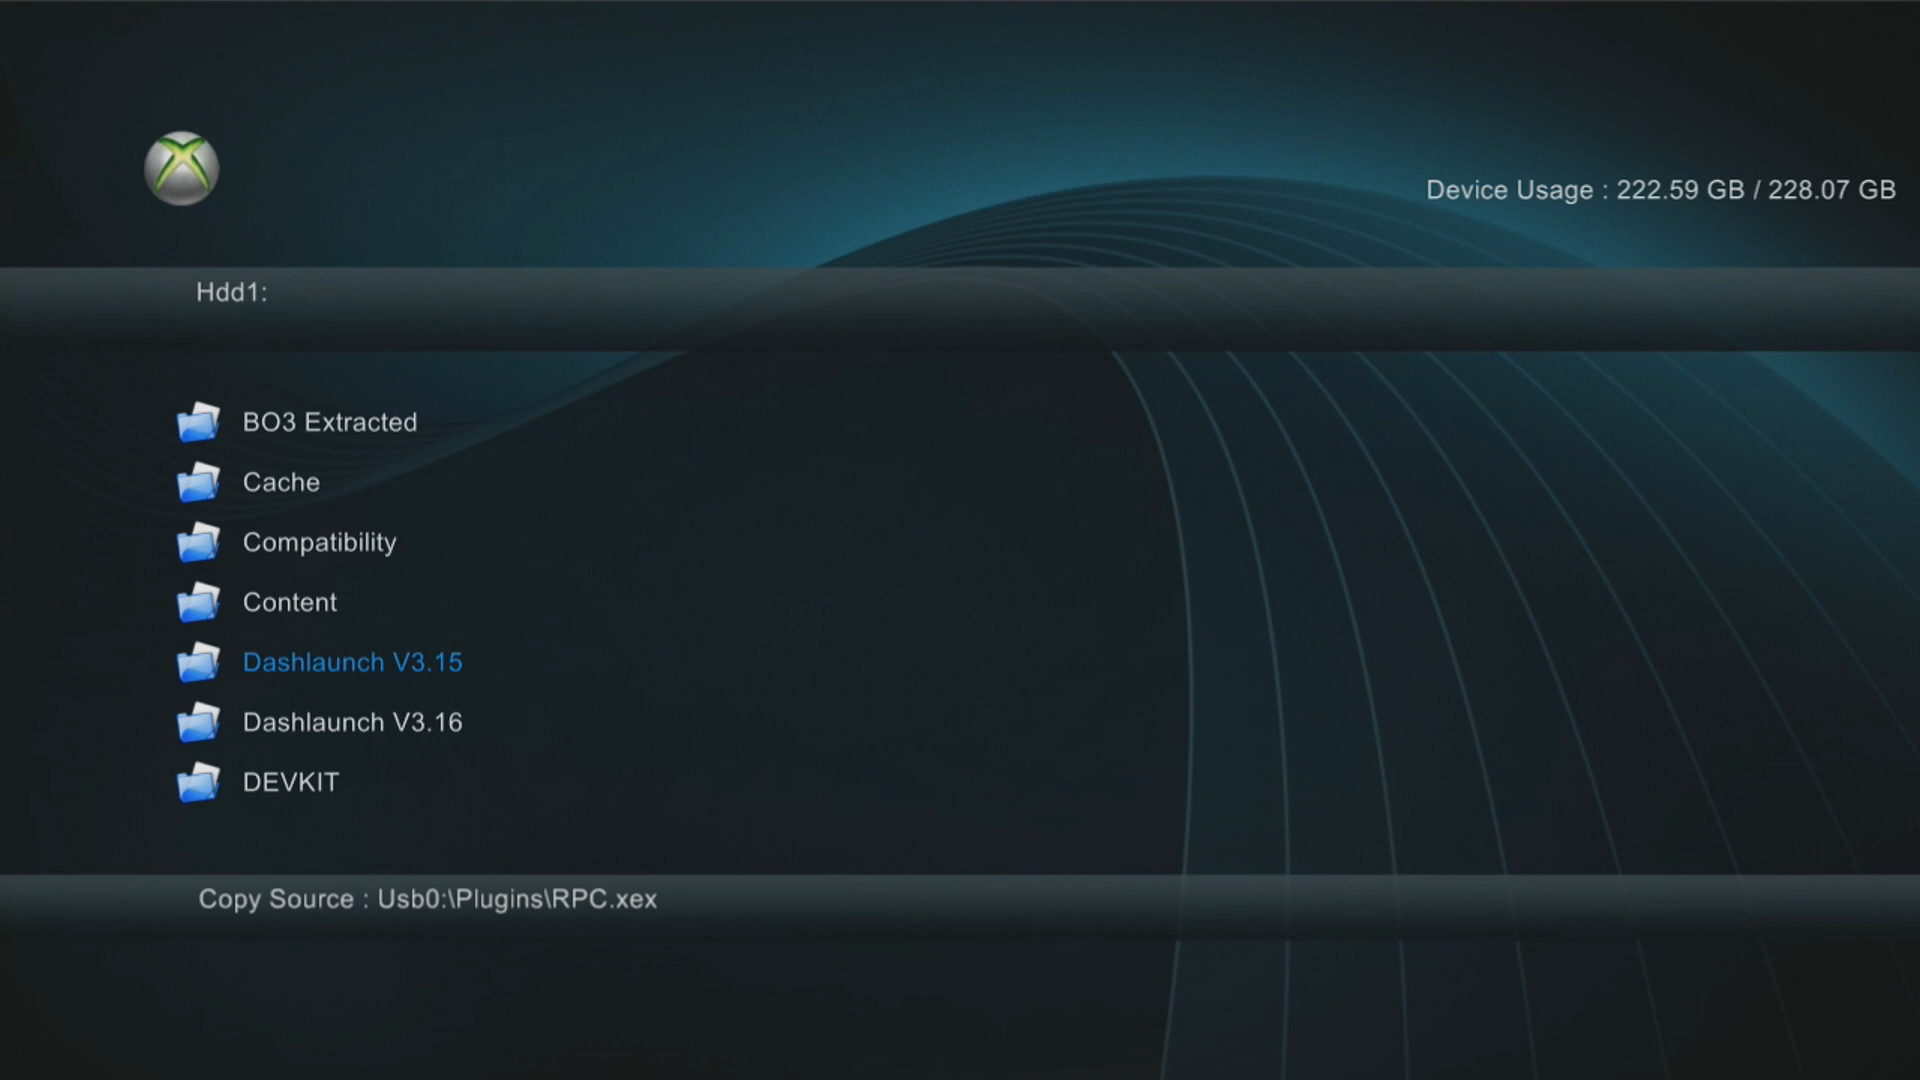 Device Usage : 222.59 GB / 228.07 GB
Hdd1:
BO3 Extracted
Cache
Compatibility
Content
Dashlaunch V3.15
Dashlaunch V3.16
DEVKIT
Copy Source : Usb0:\Plugins\RPC.xex